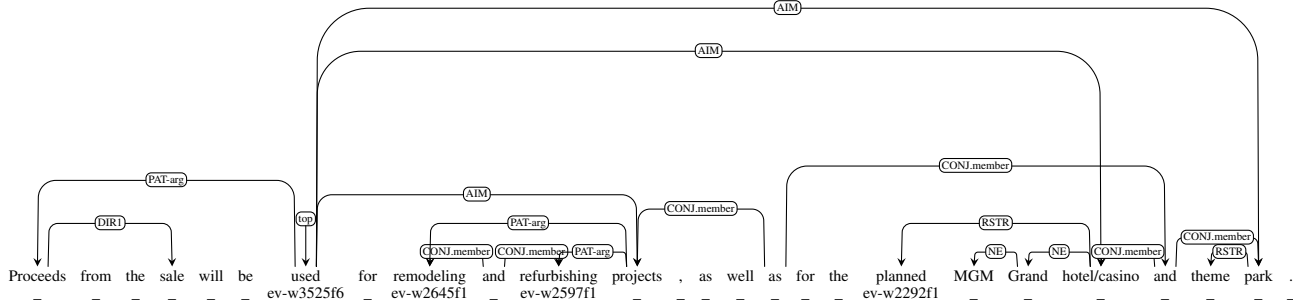 AIM
AIM
CONJ.member
PAT-arg
AIM
CONJ.member
DIR1 top PAT-arg RSTR
CONJ.member
CONJ.member CONJ.member PAT-arg NE NE CONJ.member RSTR
Proceeds from the sale will be used for remodeling and refurbishing projects , as well as for the planned MGM Grand hotel/casino and theme park .
_ _ _ _ _ _ ev-w3525f6 _ ev-w2645f1 _ ev-w2597f1 _ _ _ _ _ _ _ ev-w2292f1 _ _ _ _ _ _ _